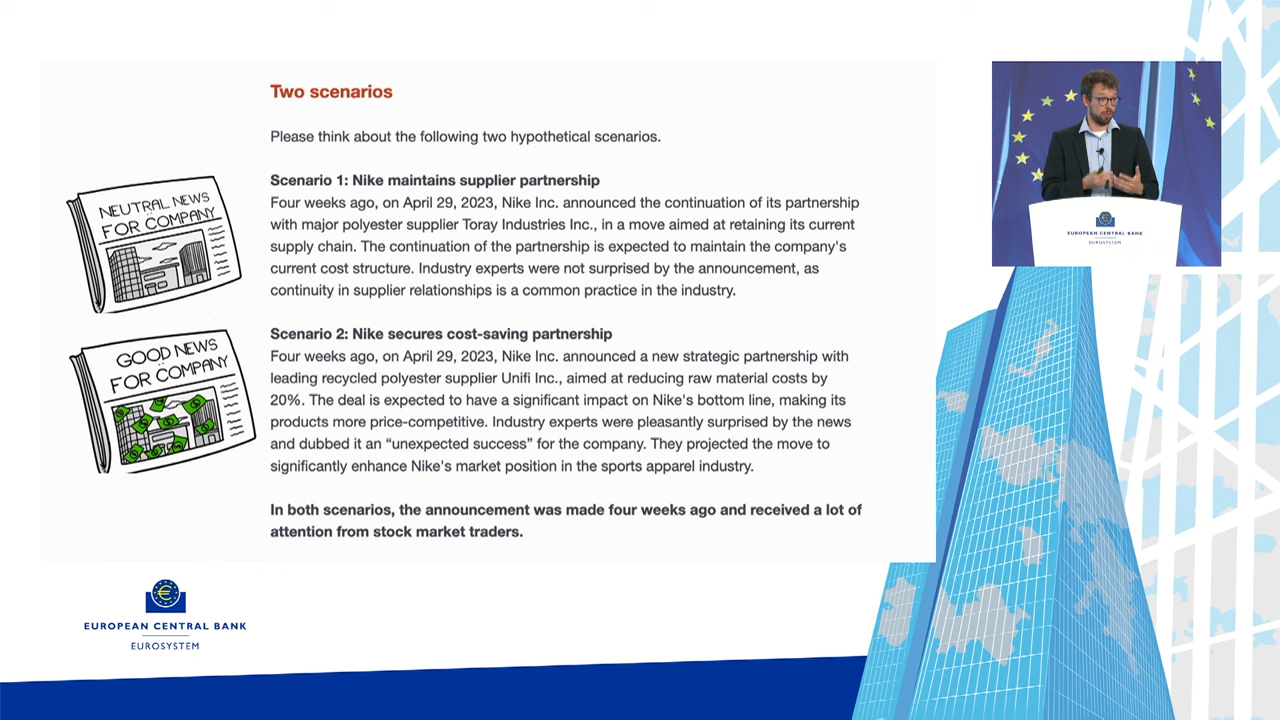 Two scenarios
Please think about the following two hypothetical scenarios.
NEUTRAL NEWS
FOR COMPANY
Scenario 1: Nike maintains supplier partnership
Four weeks ago, on April 29, 2023, Nike Inc. announced the continuation of its partnership
with major polyester supplier Toray Industries Inc., in a move aimed at retaining its current
supply chain. The continuation of the partnership is expected to maintain the company's
current cost structure. Industry experts were not surprised by the announcement, as
continuity in supplier relationships is a common practice in the industry.
GOOD NEWS
FOR COMPANY
Scenario 2: Nike secures cost-saving partnership
Four weeks ago, on April 29, 2023, Nike Inc. announced a new strategic partnership with
leading recycled polyester supplier Unifi Inc., aimed at reducing raw material costs by
20%. The deal is expected to have a significant impact on Nike's bottom line, making its
products more price-competitive. Industry experts were pleasantly surprised by the news
and dubbed it an “unexpected success” for the company. They projected the move to
significantly enhance Nike's market position in the sports apparel industry.
In both scenarios, the announcement was made four weeks ago and received a lot of
attention from stock market traders.
EUROPEAN CENTRAL BANK
EUROSYSTEM
EUROPEAN CENTRAL BANK
EUROSYSTEM